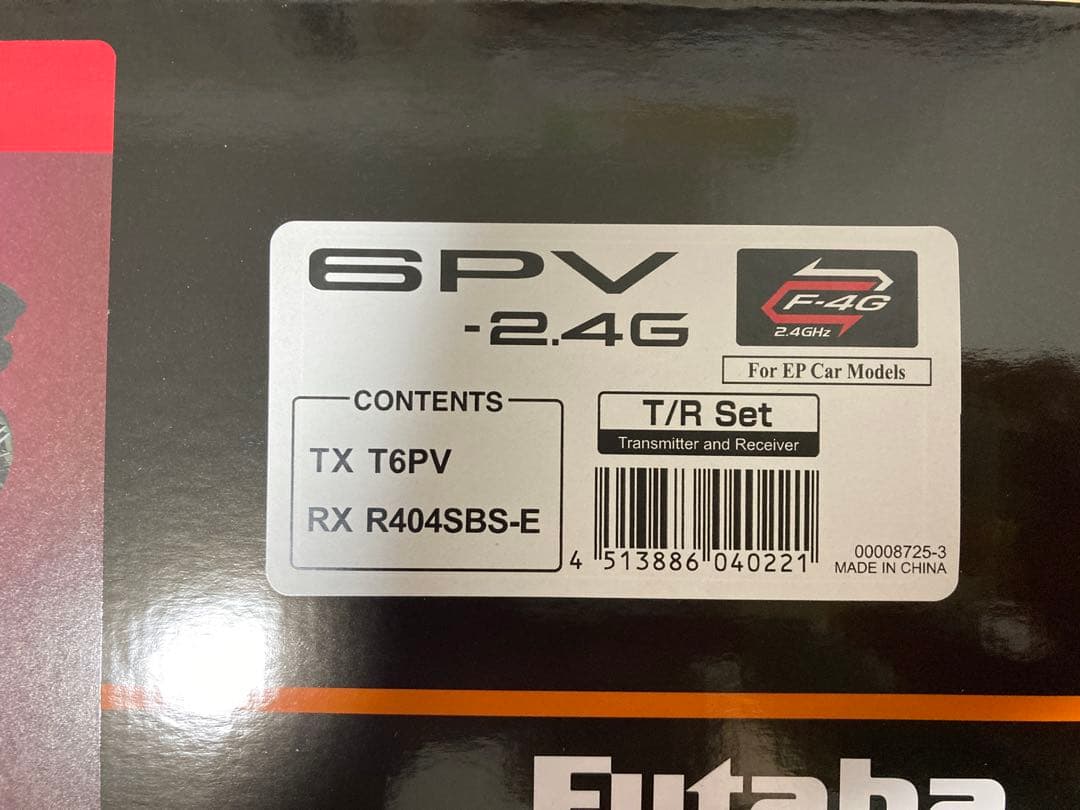 6PV
-2.4G
F-4G
2.4GHz
For EP Car Models
CONTENTS
TX T6PV
RX R404SBS-E
T/R Set
Transmitter and Receiver
4 513886 040221
00008725-3
MADE IN CHINA
Futaba